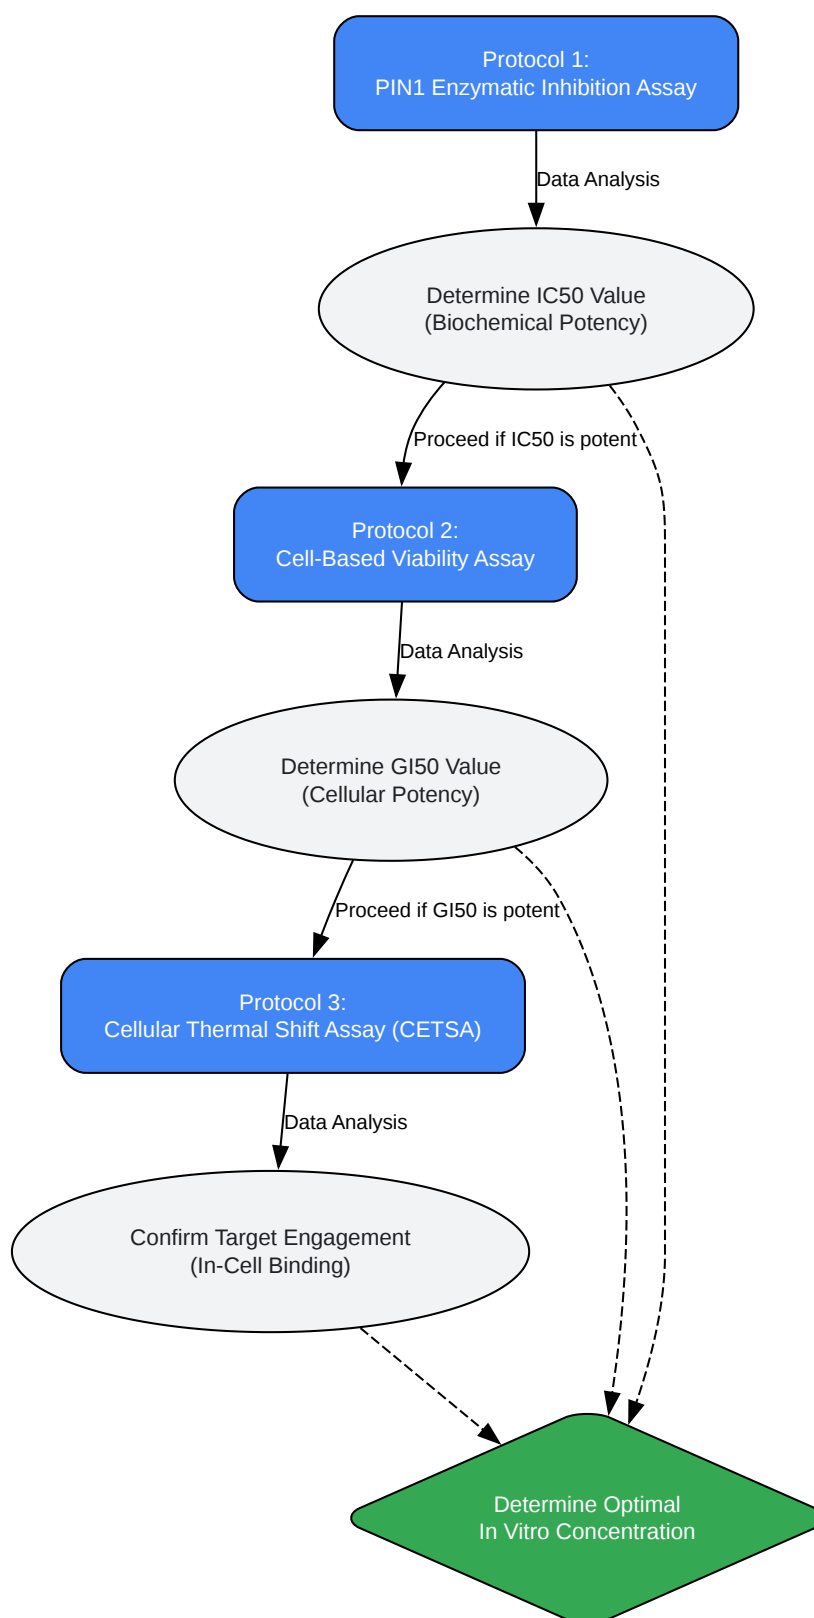 Protocol 1:
PIN1 Enzymatic Inhibition Assay
Data Analysis
Determine IC50 Value
(Biochemical Potency)
Proceed if IC50 is potent
Protocol 2:
Cell-Based Viability Assay
Data Analysis
Determine GI50 Value
(Cellular Potency)
Proceed if GI50 is potent
Protocol 3:
Cellular Thermal Shift Assay (CETSA)
Data Analysis
Confirm Target Engagement
(In-Cell Binding)
Determine Optimal
In Vitro Concentration